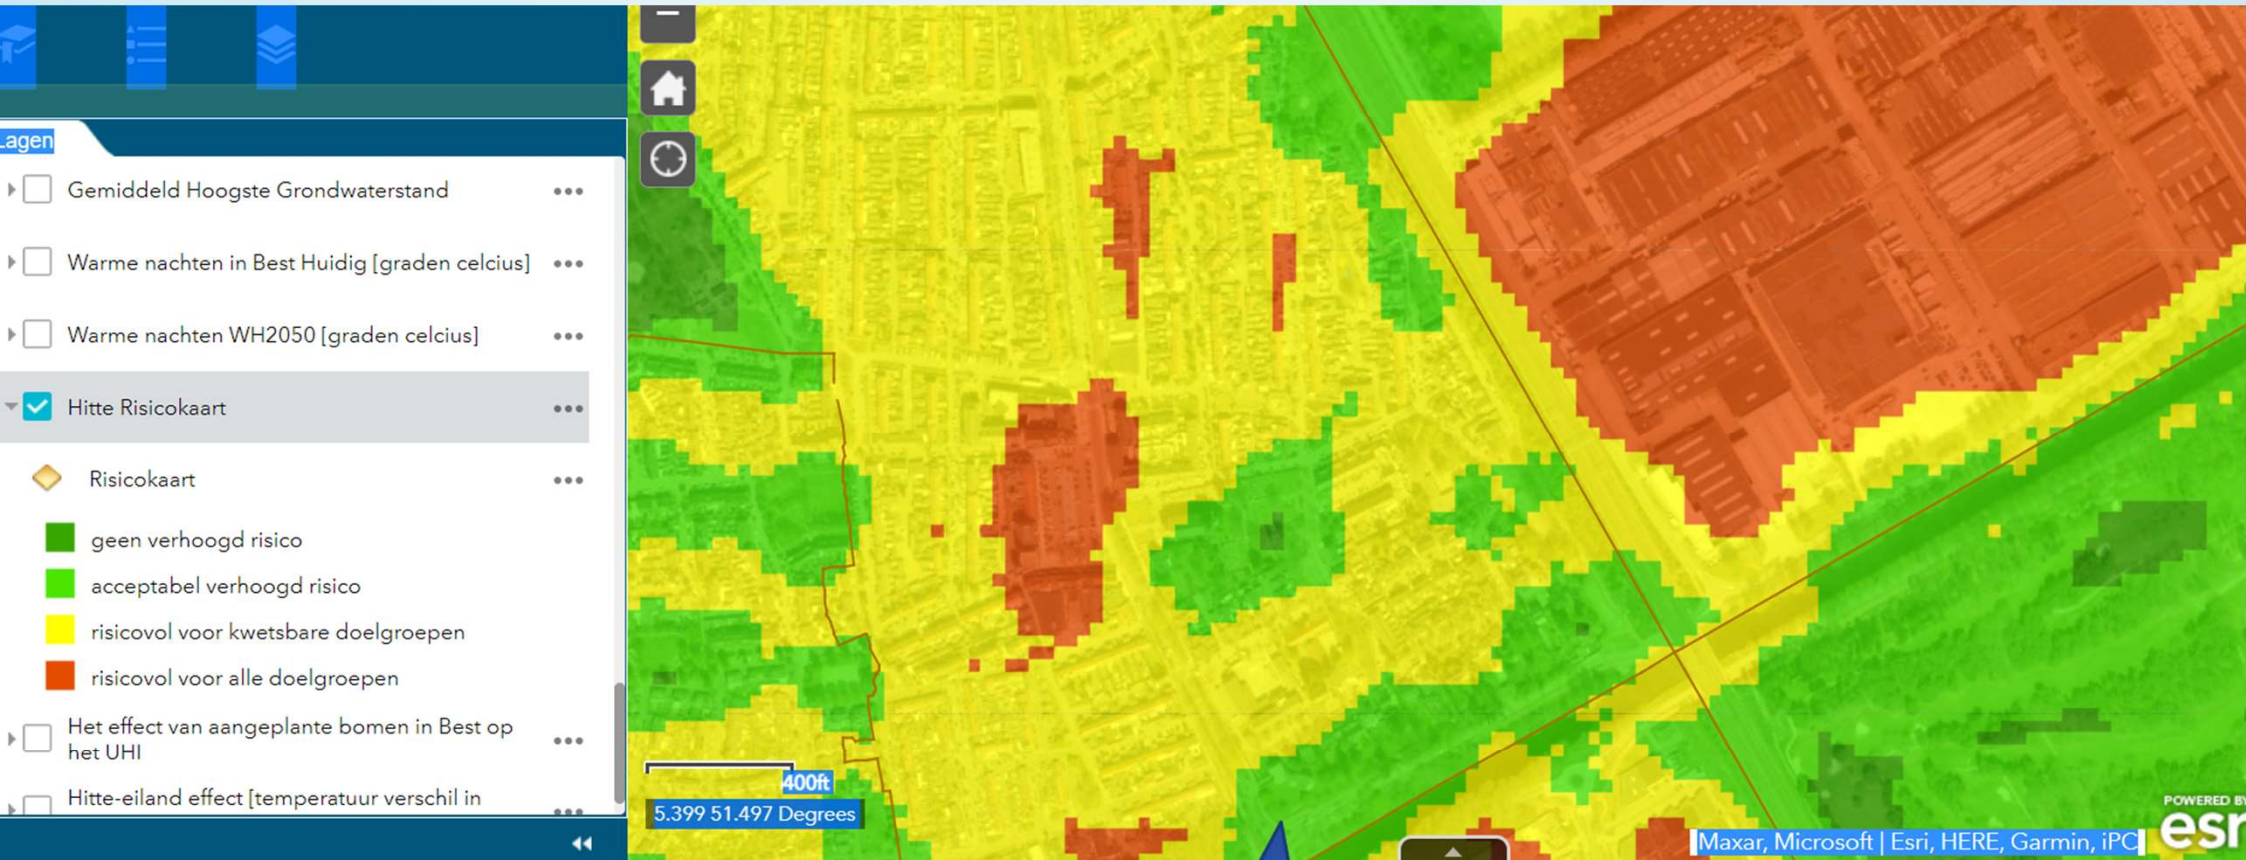 Lagen
Gemiddeld Hoogste Grondwaterstand
Warme nachten in Best Huidig [graden celcius]
Warme nachten WH2050 [graden celcius]
Hitte Risicokaart
Risicokaart
geen verhoogd risico
acceptabel verhoogd risico
risicovol voor kwetsbare doelgroepen
risicovol voor alle doelgroepen
Het effect van aangeplante bomen in Best op
het UHI
Hitte-eiland effect [temperatuur verschil in
400ft
5.399 51.497 Degrees
POWERED BY
esr
Maxar, Microsoft | Esri, HERE, Garmin, iPC